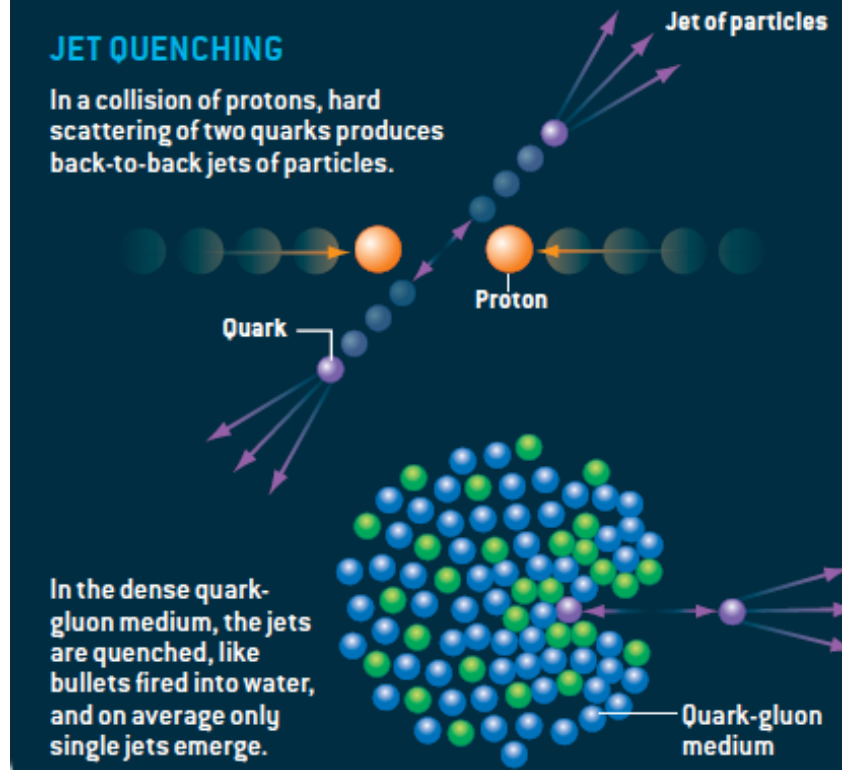 Jet of particles
JET QUENCHING
In a collision of protons, hard
scattering of two quarks produces
back-to-back jets of particles.
Proton
Quark
In the dense quark-
gluon medium, the jets
are quenched, like
bullets fired into water,
and on average only
single jets emerge.
Quark-gluon
medium